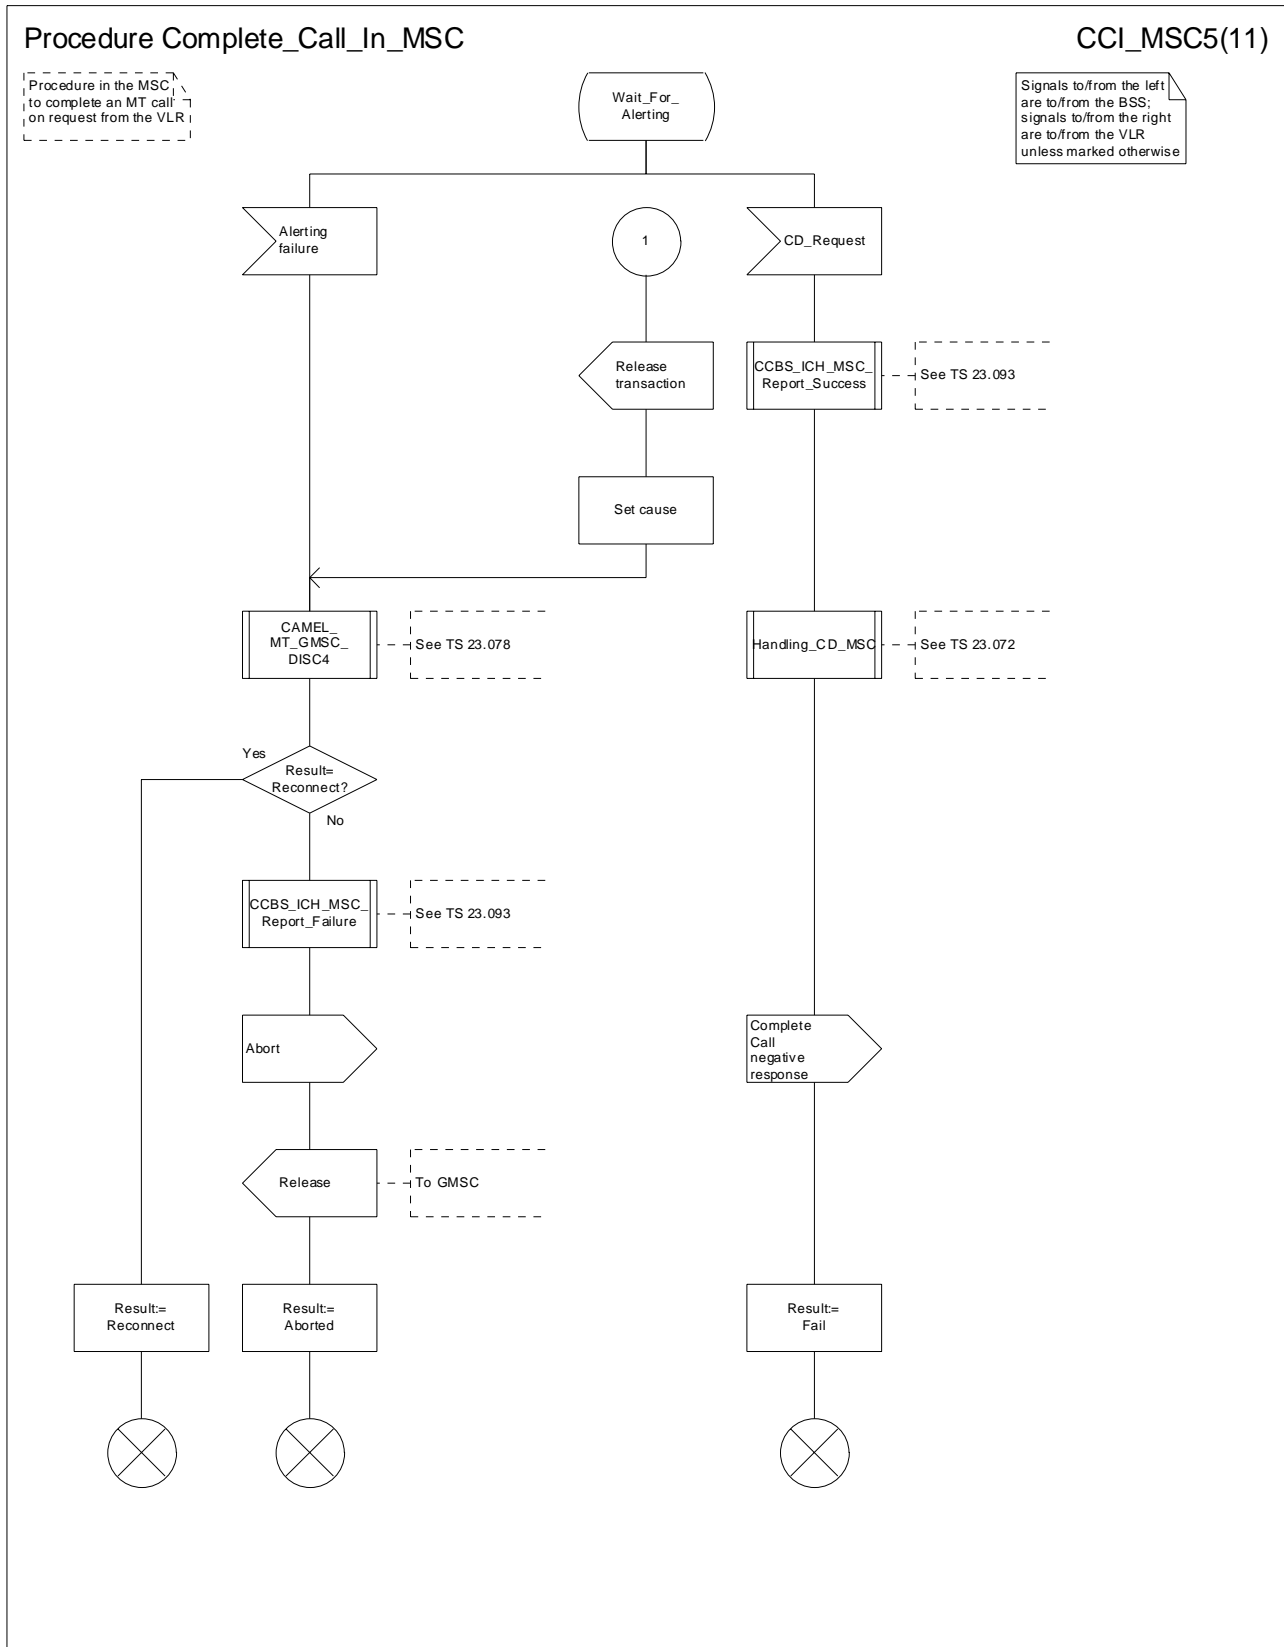 Procedure Complete_Call_In_MSC
CCI_MSC5(11)
Procedure in the MSC
to complete an MT call
on request from the VLR
Wait_For_
Alerting
Signals to/from the left
are to/from the BSS;
signals to/from the right
are to/from the VLR
unless marked otherwise
Alerting
failure
1
CD_Request
Release
transaction
CCBS_ICH_MSC_
Report_Success
See TS 23.093
Set cause
CAMEL_
MT_GMSC_
DISC4
See TS 23.078
Handling_CD_MSC
See TS 23.072
Yes
Result=
Reconnect?
No
CCBS_ICH_MSC_
Report_Failure
See TS 23.093
Abort
Complete
Call
negative
response
Release
To GMSC
Result:=
Reconnect
Result:=
Aborted
Result:=
Fail